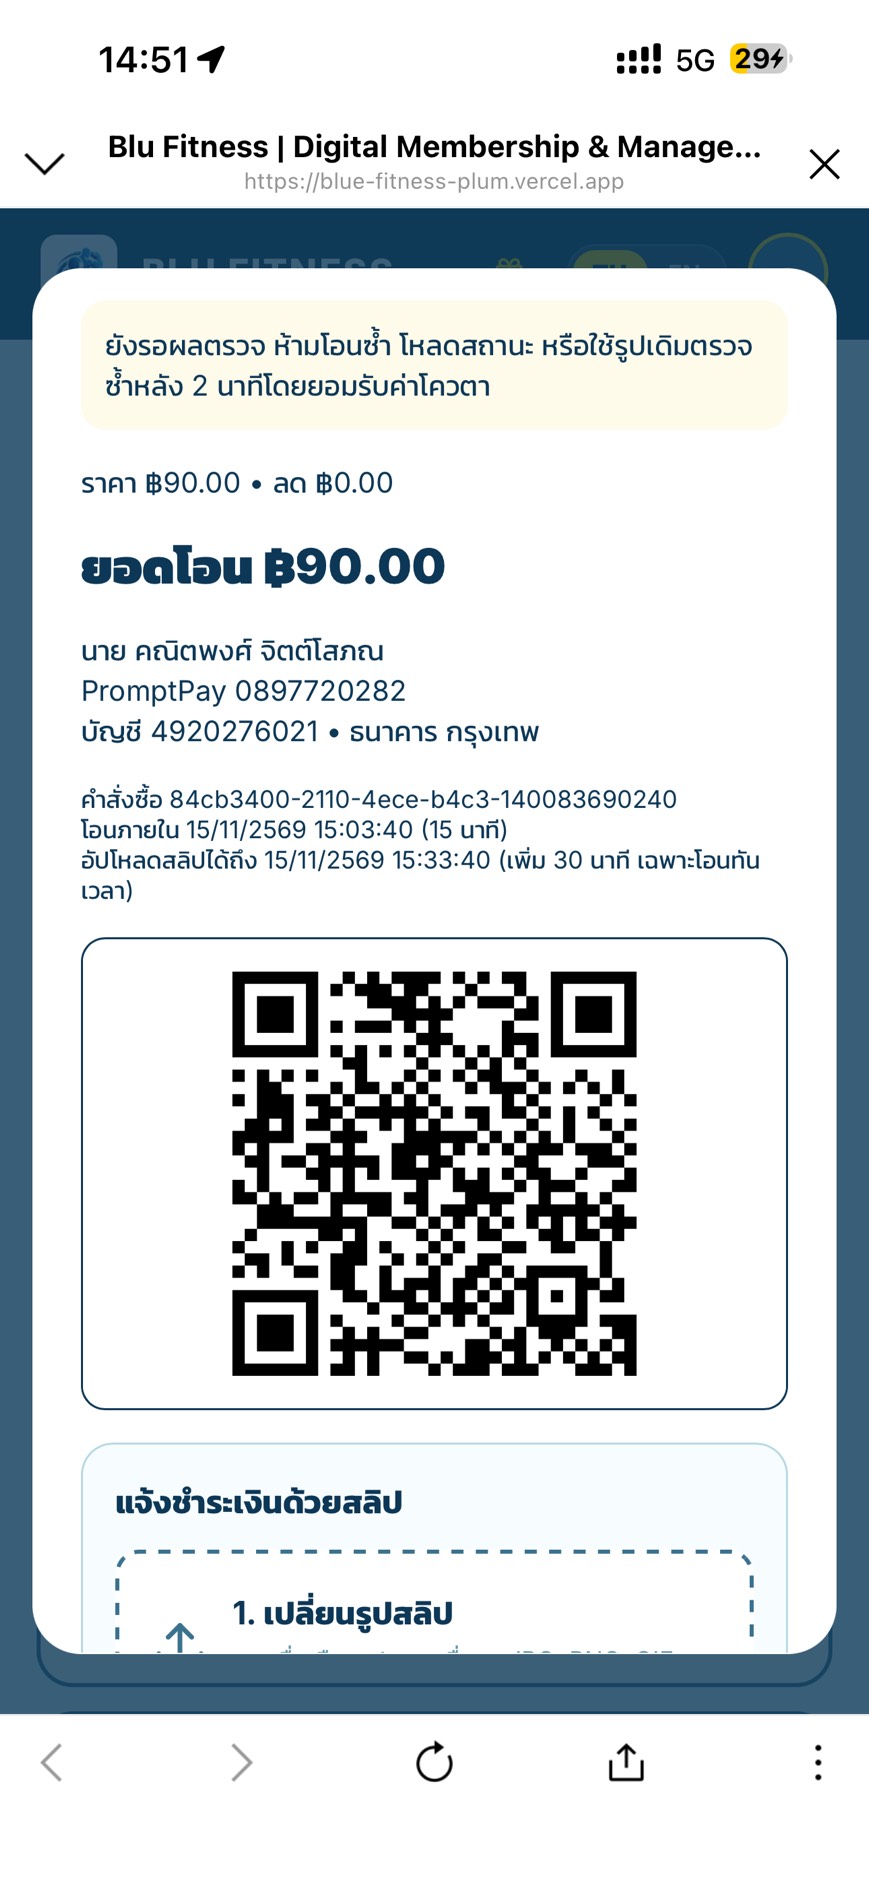 14:51
5G 29
Blu Fitness | Digital Membership & Manage...
https://blue-fitness-plum.vercel.app
BLU FITNESS TH EN
ยังรอผลตรวจ ห้ามโอนซ้ำ โหลดสถานะ หรือใช้รูปเดิมตรวจ
ซ้ำหลัง 2 นาทีโดยยอมรับค่าโควตา
ราคา ฿90.00 • ลด ฿0.00
ยอดโอน ฿90.00
นาย คณิตพงศ์ จิตต์โสภณ
PromptPay 0897720282
บัญชี 4920276021 • ธนาคาร กรุงเทพ
คำสั่งซื้อ 84cb3400-2110-4ece-b4c3-140083690240
โอนภายใน 15/11/2569 15:03:40 (15 นาที)
อัปโหลดสลิปได้ถึง 15/11/2569 15:33:40 (เพิ่ม 30 นาที เฉพาะโอนทัน
เวลา)
แจ้งชำระเงินด้วยสลิป
1. เปลี่ยนรูปสลิป